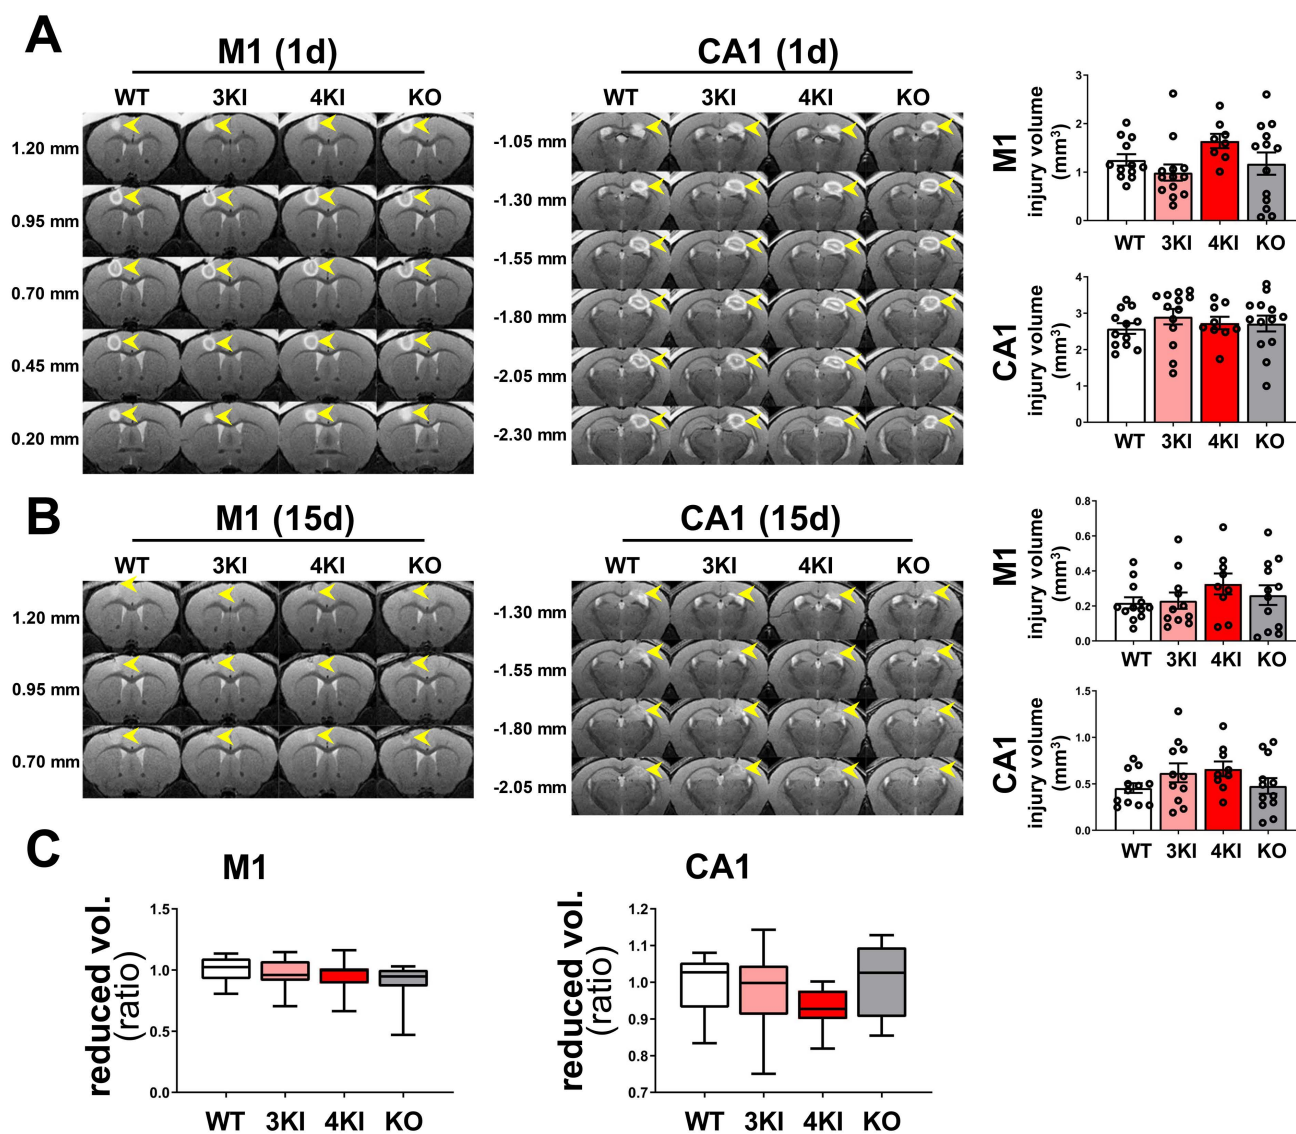 A
M1 (1d)
WT 3KI 4KI KO
1.20 mm
0.95 mm
0.70 mm
0.45 mm
0.20 mm
CA1 (1d)
WT 3KI 4KI KO
-1.05 mm
-1.30 mm
-1.55 mm
-1.80 mm
-2.05 mm
-2.30 mm
M1
injury volume
(mm³)
3
2
1
0
WT 3KI 4KI KO
CA1
injury volume
(mm³)
4
3
2
1
0
WT 3KI 4KI KO
B
M1 (15d)
WT 3KI 4KI KO
1.20 mm
0.95 mm
0.70 mm
CA1 (15d)
WT 3KI 4KI KO
-1.30 mm
-1.55 mm
-1.80 mm
-2.05 mm
M1
injury volume
(mm³)
0.8
0.6
0.4
0.2
0.0
WT 3KI 4KI KO
CA1
injury volume
(mm³)
1.5
1.0
0.5
0.0
WT 3KI 4KI KO
C
M1
reduced vol.
(ratio)
1.5
1.0
0.5
0.0
WT 3KI 4KI KO
CA1
reduced vol.
(ratio)
1.2
1.1
1.0
0.9
0.8
0.7
WT 3KI 4KI KO